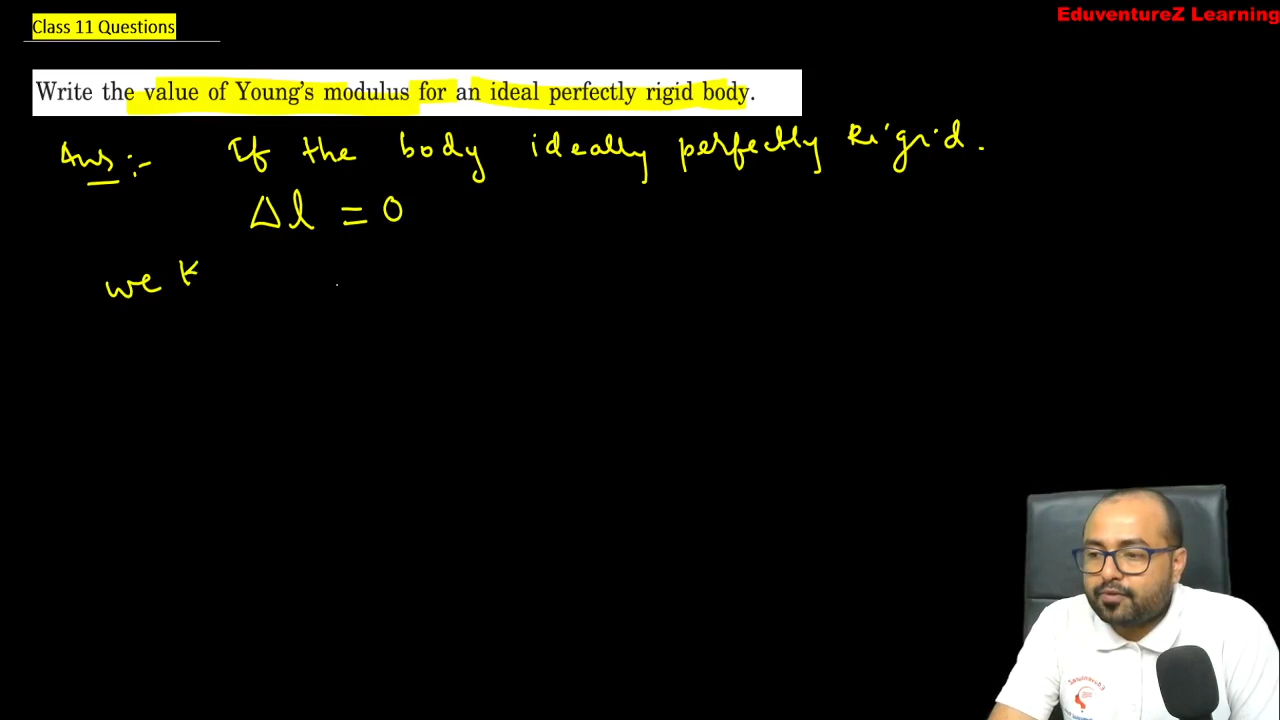 Class 11 Questions
EduventureZ Learning
Write the value of Young's modulus for an ideal perfectly rigid body.
Ans:- If the body ideally perfectly Rigid.
Δl = 0
we K